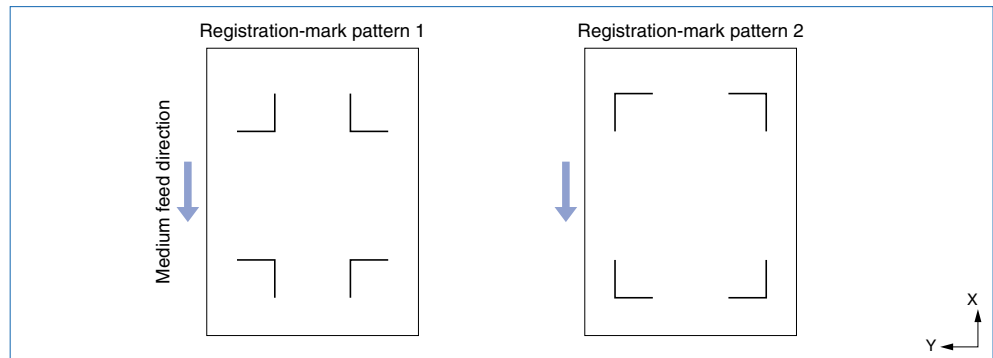 Registration-mark pattern 1
Registration-mark pattern 2
Medium feed direction
X
Y